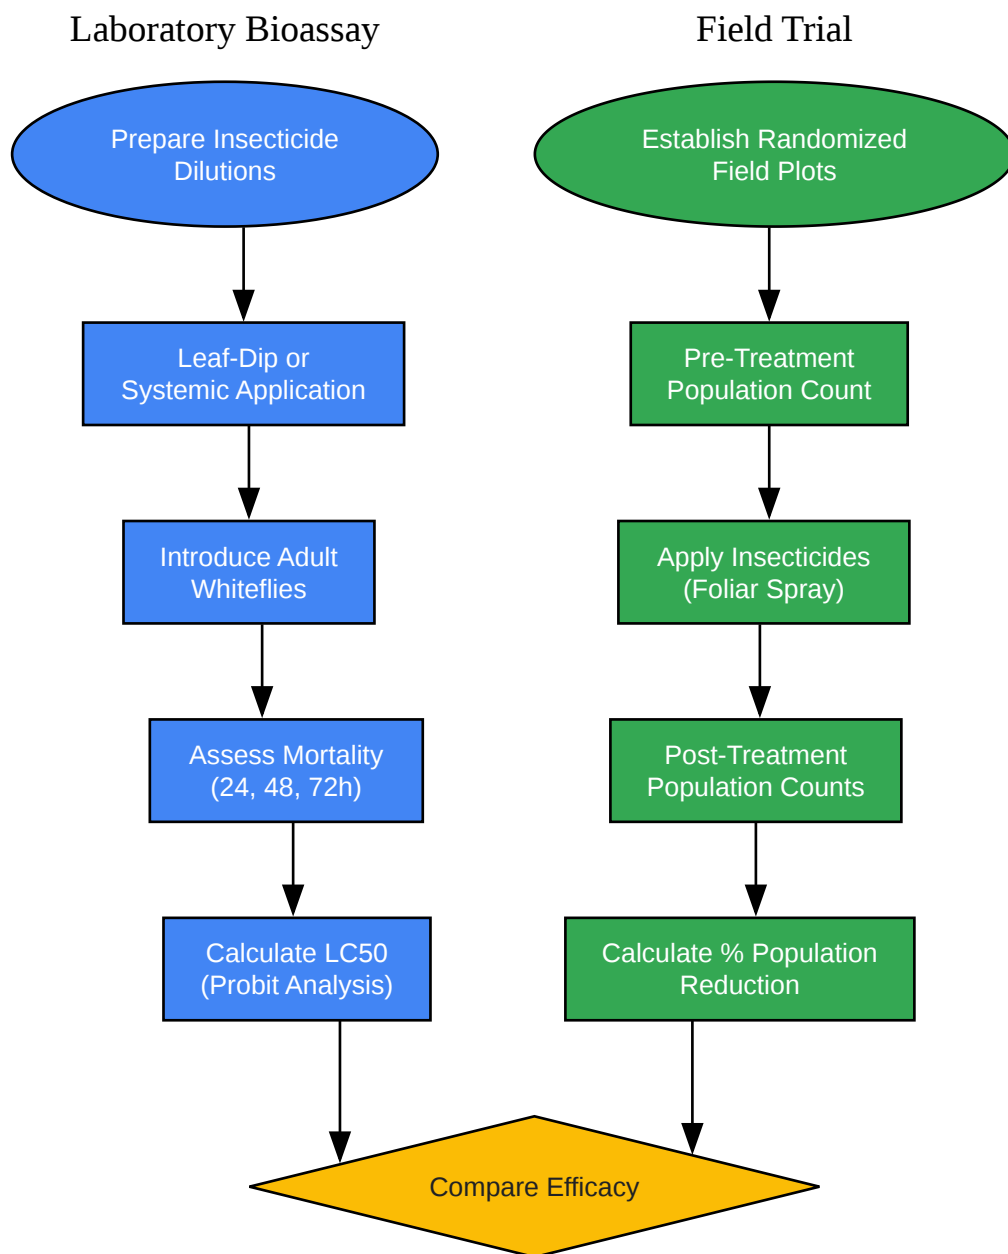 Laboratory Bioassay
Prepare Insecticide
Dilutions
Leaf-Dip or
Systemic Application
Introduce Adult
Whiteflies
Assess Mortality
(24, 48, 72h)
Calculate LC50
(Probit Analysis)
Field Trial
Establish Randomized
Field Plots
Pre-Treatment
Population Count
Apply Insecticides
(Foliar Spray)
Post-Treatment
Population Counts
Calculate % Population
Reduction
Compare Efficacy